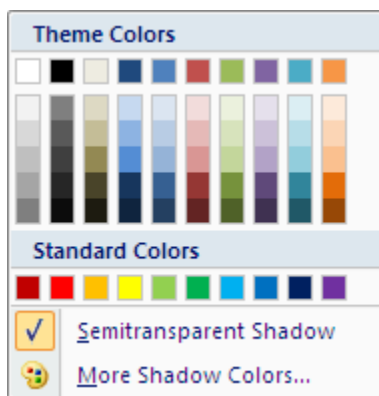 Theme Colors
Standard Colors
Semitransparent Shadow
More Shadow Colors...